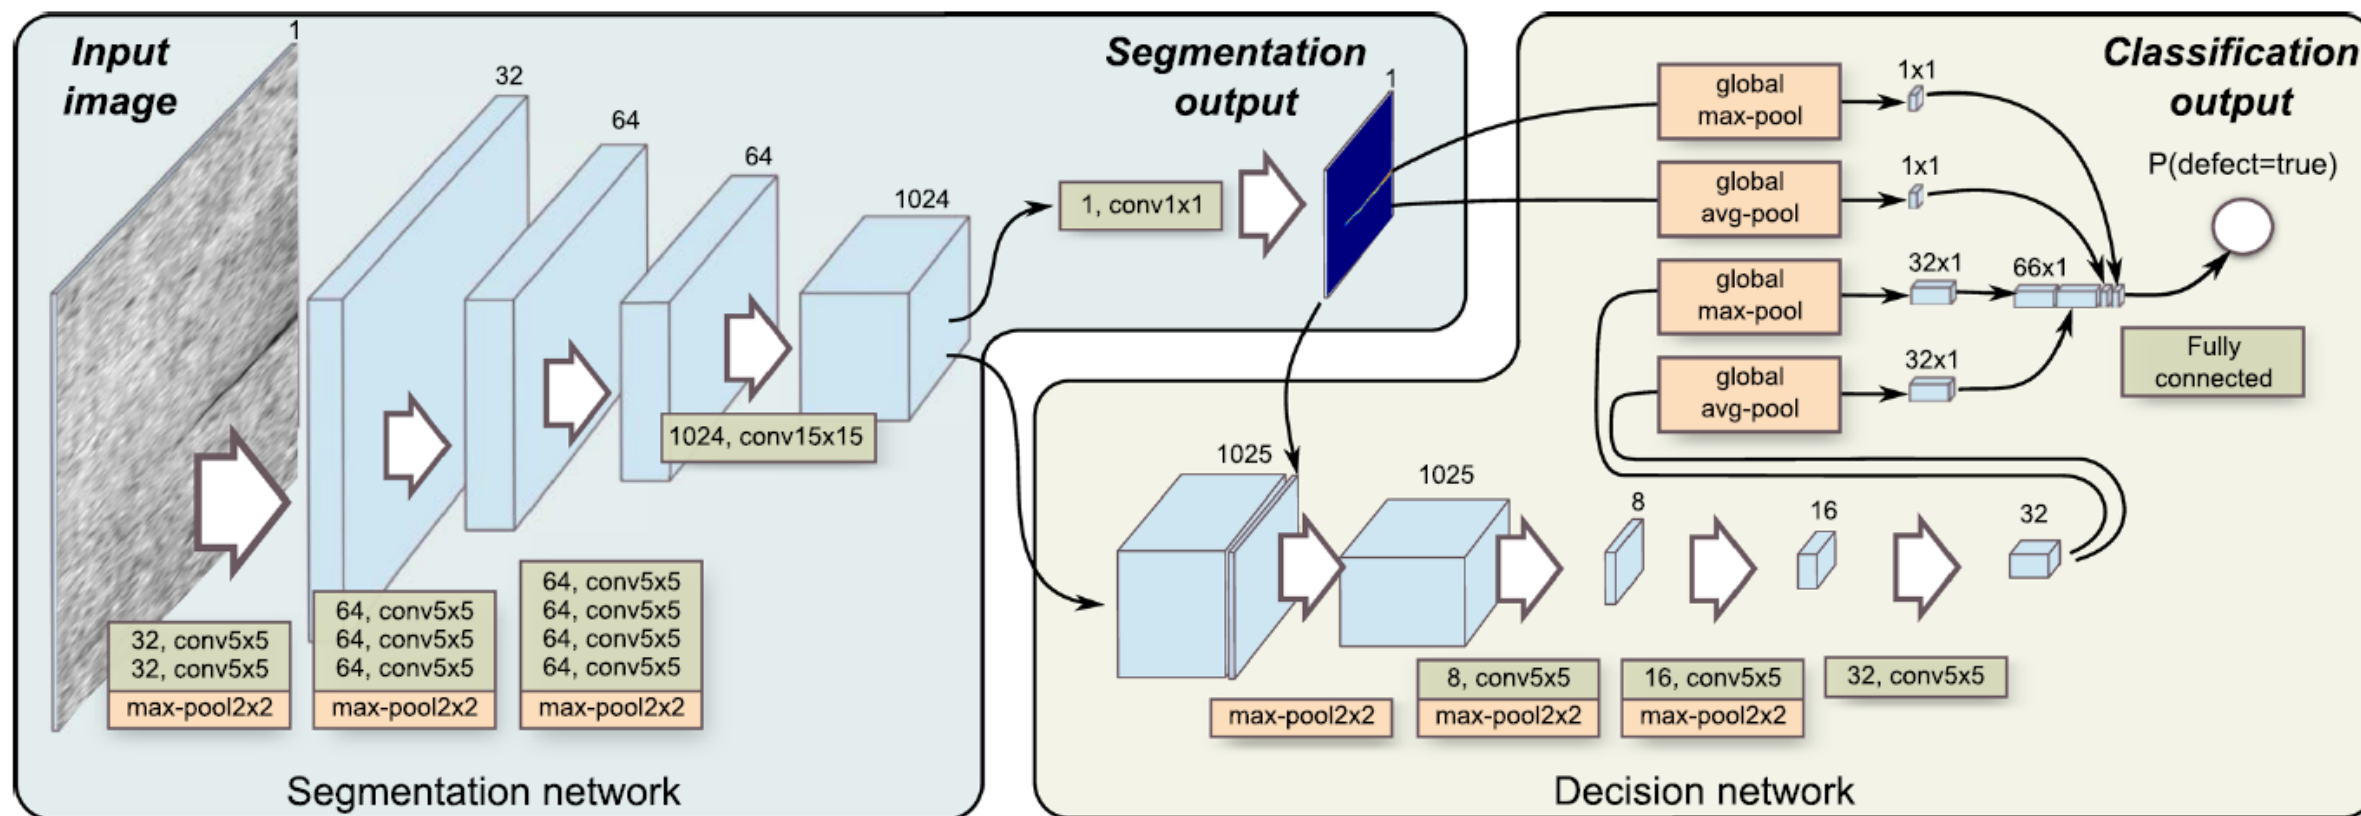 Input
image
1
32
64
64
1024
1, conv1x1
Segmentation
output
1
1024, conv15x15
32, conv5x5
32, conv5x5
max-pool2x2
64, conv5x5
64, conv5x5
64, conv5x5
max-pool2x2
64, conv5x5
64, conv5x5
64, conv5x5
64, conv5x5
max-pool2x2
Segmentation network
global
max-pool
1x1
global
avg-pool
1x1
global
max-pool
32x1
global
avg-pool
32x1
66x1
Classification
output
P(defect=true)
Fully
connected
1025
1025
8
16
32
max-pool2x2
8, conv5x5
max-pool2x2
16, conv5x5
max-pool2x2
32, conv5x5
Decision network